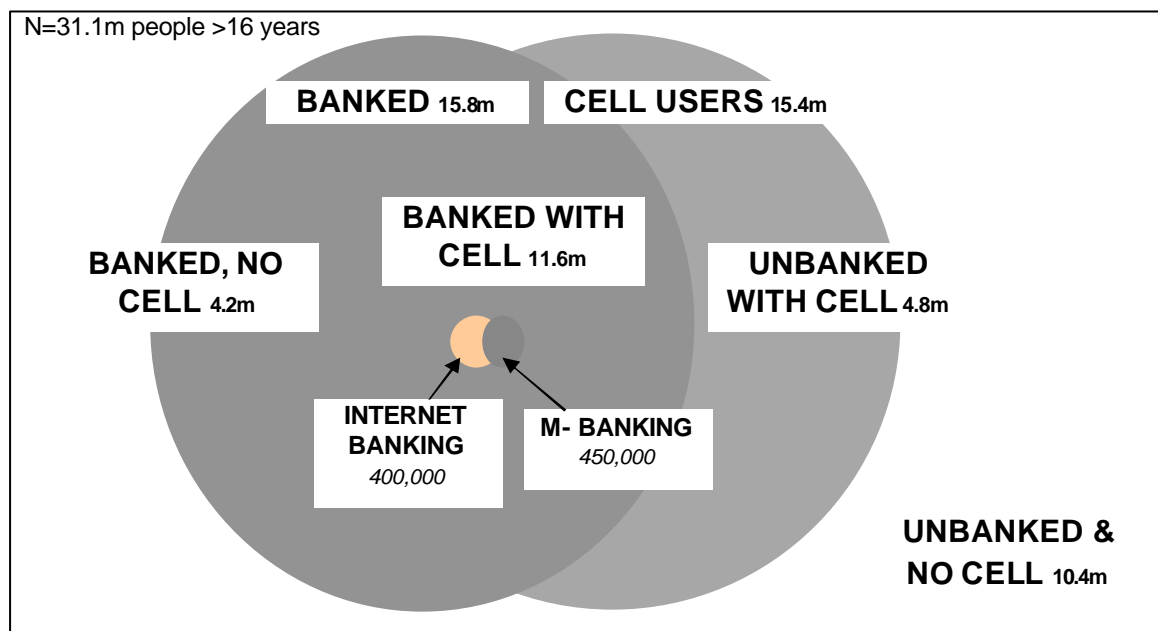 N=31.1m people >16 years
BANKED 15.8m
CELL USERS 15.4m
BANKED WITH
CELL 11.6m
BANKED, NO
CELL 4.2m
UNBANKED
WITH CELL 4.8m
INTERNET
BANKING
400,000
M- BANKING
450,000
UNBANKED &
NO CELL 10.4m